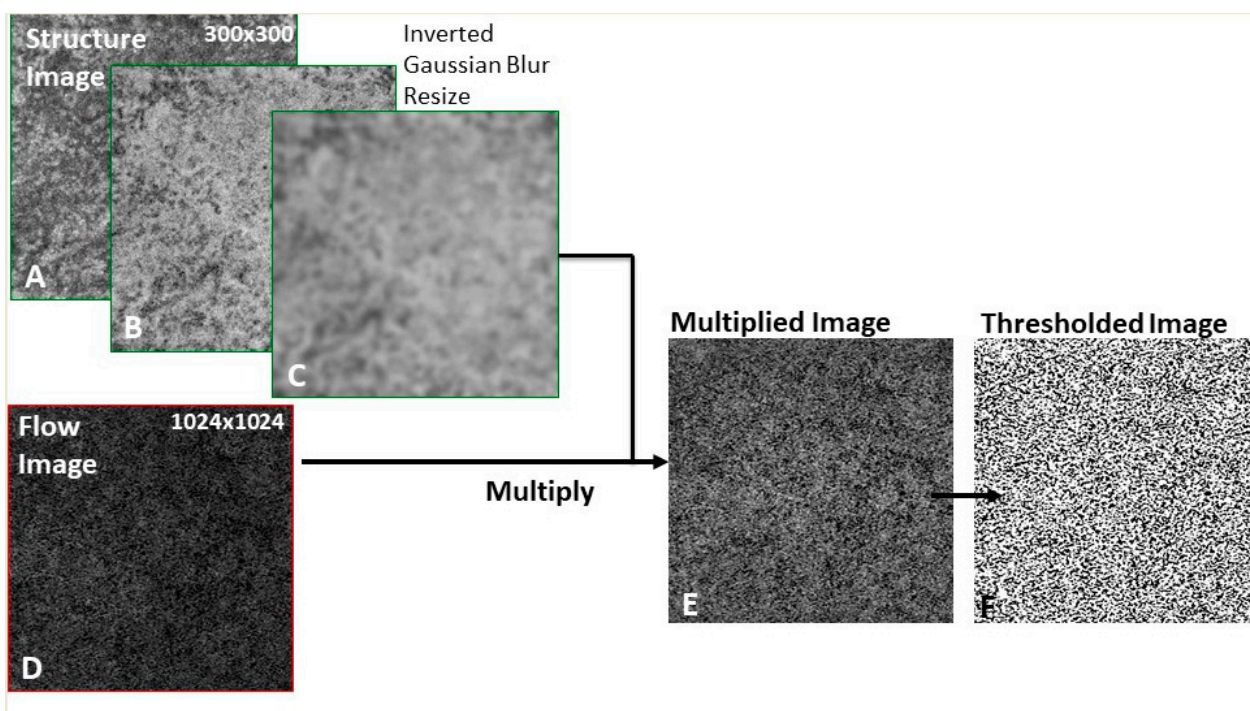 Structure
Image
300x300
Inverted
Gaussian Blur
Resize
A
B
C
Flow
Image
1024x1024
D
Multiply
Multiplied Image
E
Thresholded Image
F